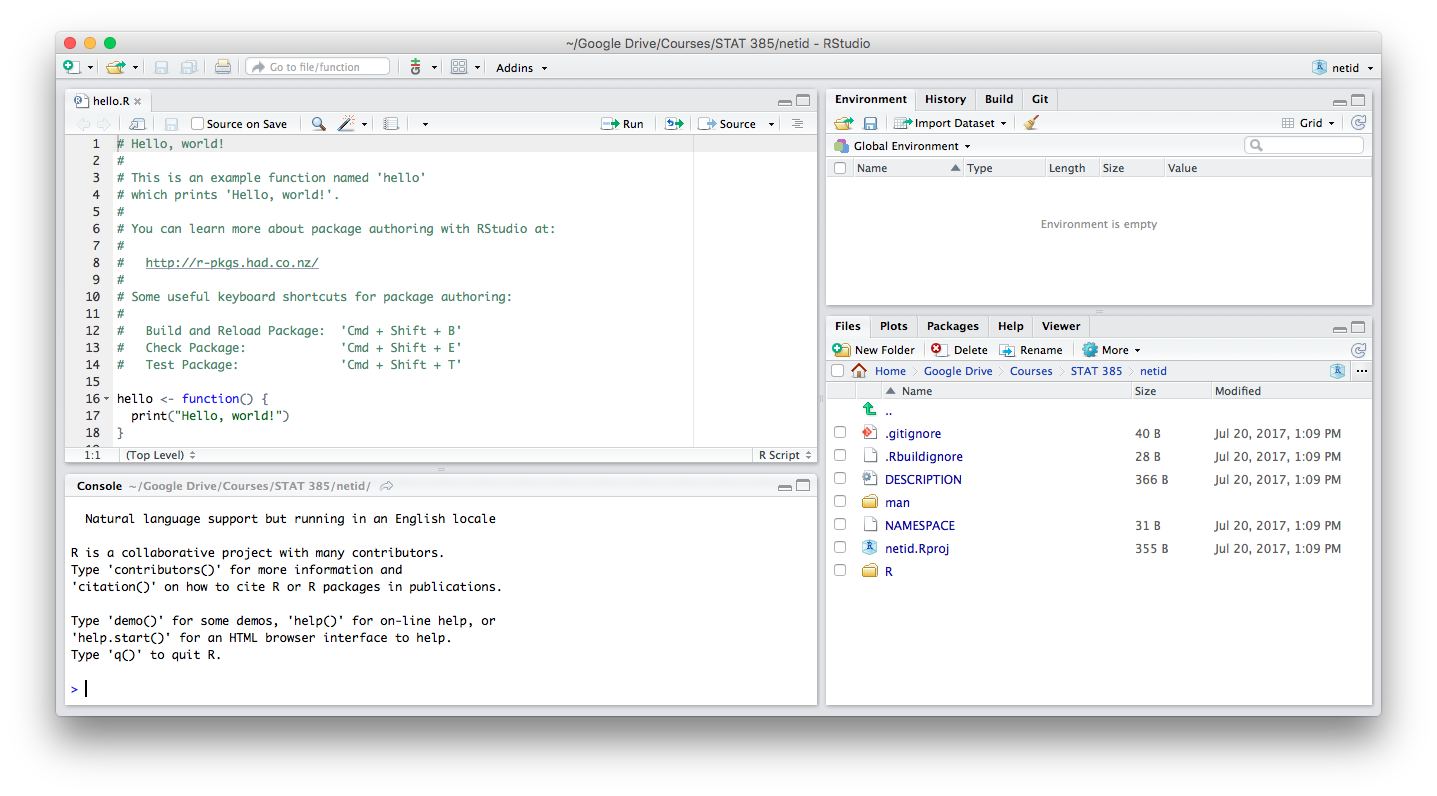 ~/Google Drive/Courses/STAT 385/netid - RStudio
Go to file/function
Addins
netid
hello.R
Source on Save
Run
Source
1 # Hello, world!
2 #
3 # This is an example function named 'hello'
4 # which prints 'Hello, world!'.
5 #
6 # You can learn more about package authoring with RStudio at:
7 #
8 #   http://r-pkgs.had.co.nz/
9 #
10 # Some useful keyboard shortcuts for package authoring:
11 #
12 #   Build and Reload Package:  'Cmd + Shift + B'
13 #   Check Package:             'Cmd + Shift + E'
14 #   Test Package:              'Cmd + Shift + T'
15
16 hello <- function() {
17   print("Hello, world!")
18 }
1:1 (Top Level) R Script
Console ~/Google Drive/Courses/STAT 385/netid/
  Natural language support but running in an English locale
R is a collaborative project with many contributors.
Type 'contributors()' for more information and
'citation()' on how to cite R or R packages in publications.
Type 'demo()' for some demos, 'help()' for on-line help, or
'help.start()' for an HTML browser interface to help.
Type 'q()' to quit R.
>
Environment History Build Git
Import Dataset Grid
Global Environment
Name Type Length Size Value
Environment is empty
Files Plots Packages Help Viewer
New Folder Delete Rename More
Home Google Drive Courses STAT 385 netid ...
Name Size Modified
..
.gitignore 40 B Jul 20, 2017, 1:09 PM
.Rbuildignore 28 B Jul 20, 2017, 1:09 PM
DESCRIPTION 366 B Jul 20, 2017, 1:09 PM
man
NAMESPACE 31 B Jul 20, 2017, 1:09 PM
netid.Rproj 355 B Jul 20, 2017, 1:09 PM
R